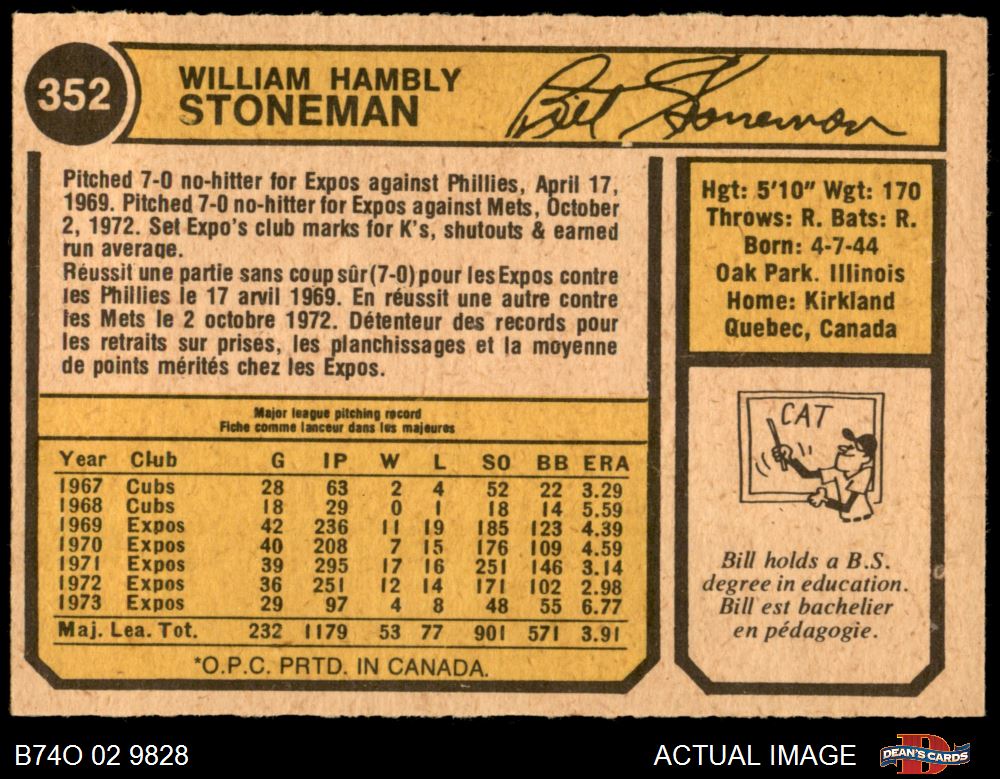 352
WILLIAM HAMBLY
STONEMAN
Bill Stoneman
Pitched 7-0 no-hitter for Expos against Phillies, April 17,
1969. Pitched 7-0 no-hitter for Expos against Mets, October
2, 1972. Set Expo's club marks for K's, shutouts & earned
run average.
Réussit une partie sans coup sûr (7-0) pour les Expos contre
les Phillies le 17 arvil 1969. En réussit une autre contre
les Mets le 2 octobre 1972. Détenteur des records pour
les retraits sur prises, les planchissages et la moyenne
de points mérités chez les Expos.
Hgt: 5'10" Wgt: 170
Throws: R. Bats: R.
Born: 4-7-44
Oak Park. Illinois
Home: Kirkland
Quebec, Canada
Major league pitching record
Fiche comme lanceur dans les majeures
Year Club G IP W L SO BB ERA
1967 Cubs 28 63 2 4 52 22 3.29
1968 Cubs 18 29 0 1 18 14 5.59
1969 Expos 42 236 11 19 185 123 4.39
1970 Expos 40 208 7 15 176 109 4.59
1971 Expos 39 295 17 16 251 146 3.14
1972 Expos 36 251 12 14 171 102 2.98
1973 Expos 29 97 4 8 48 55 6.77
Maj. Lea. Tot. 232 1179 53 77 901 571 3.91
*O.P.C. PRTD. IN CANADA.
CAT
Bill holds a B.S.
degree in education.
Bill est bachelier
en pédagogie.
B74O 02 9828
ACTUAL IMAGE
DEAN'S CARDS